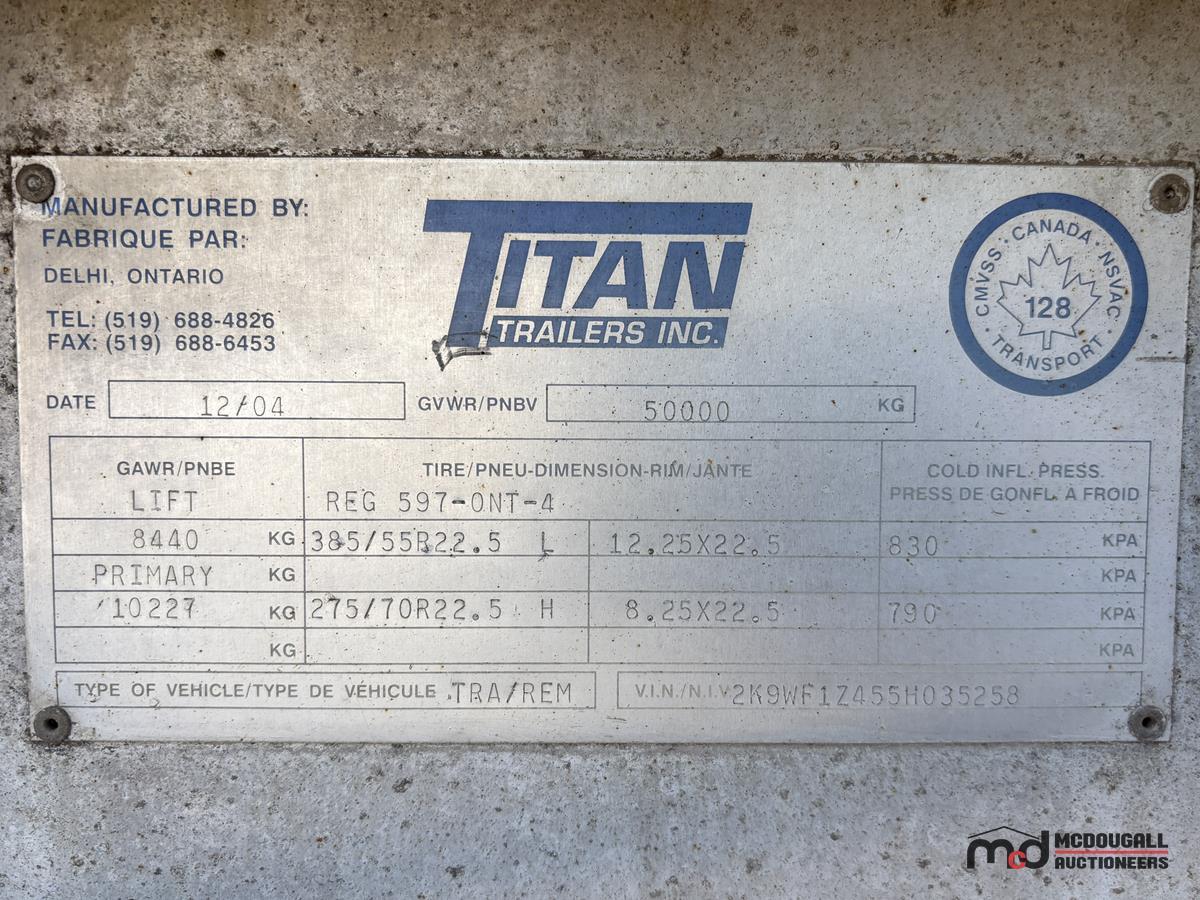 MANUFACTURED BY:
FABRIQUE PAR:
DELHI, ONTARIO
TEL: (519) 688-4826
FAX: (519) 688-6453
TITAN
TRAILERS INC.
CANADA
CMVSS
NSVAC
128
TRANSPORT
DATE 12/04 GVWR/PNBV 50000 KG
GAWR/PNBE TIRE/PNEU-DIMENSION-RIM/JANTE COLD INFL. PRESS.
LIFT REG 597-ONT-4 PRESS DE GONFL. A FROID
8440 KG 385/55R22.5 L 12.25X22.5 830 KPA
PRIMARY KG KPA
10227 KG 275/70R22.5 H 8.25X22.5 790 KPA
KG KPA
TYPE OF VEHICLE/TYPE DE VÉHICULE TRA/REM V.I.N./N.I.V. 2K9WF1Z455H035258
mcd MCDOUGALL
AUCTIONEERS